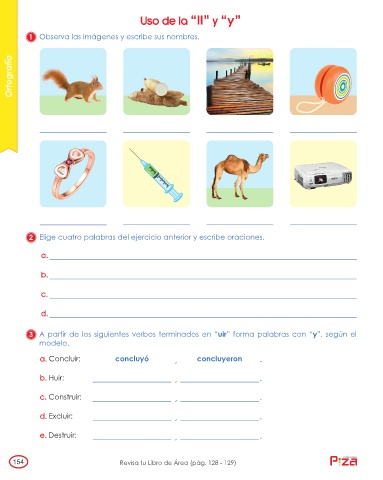 Uso de la “ll” y “y”
1 Observa las imágenes y escribe sus nombres.
Ortografía
2 Elige cuatro palabras del ejercicio anterior y escribe oraciones.
a.
b.
c.
d.
3 A partir de los siguientes verbos terminados en “uir” forma palabras con “y”, según el
modelo.
a. Concluir: concluyó , concluyeron .
b. Huir: , .
c. Construir: , .
d. Excluir: , .
e. Destruir: , .
154 Revisa tu Libro de Área (pág. 128 - 129)